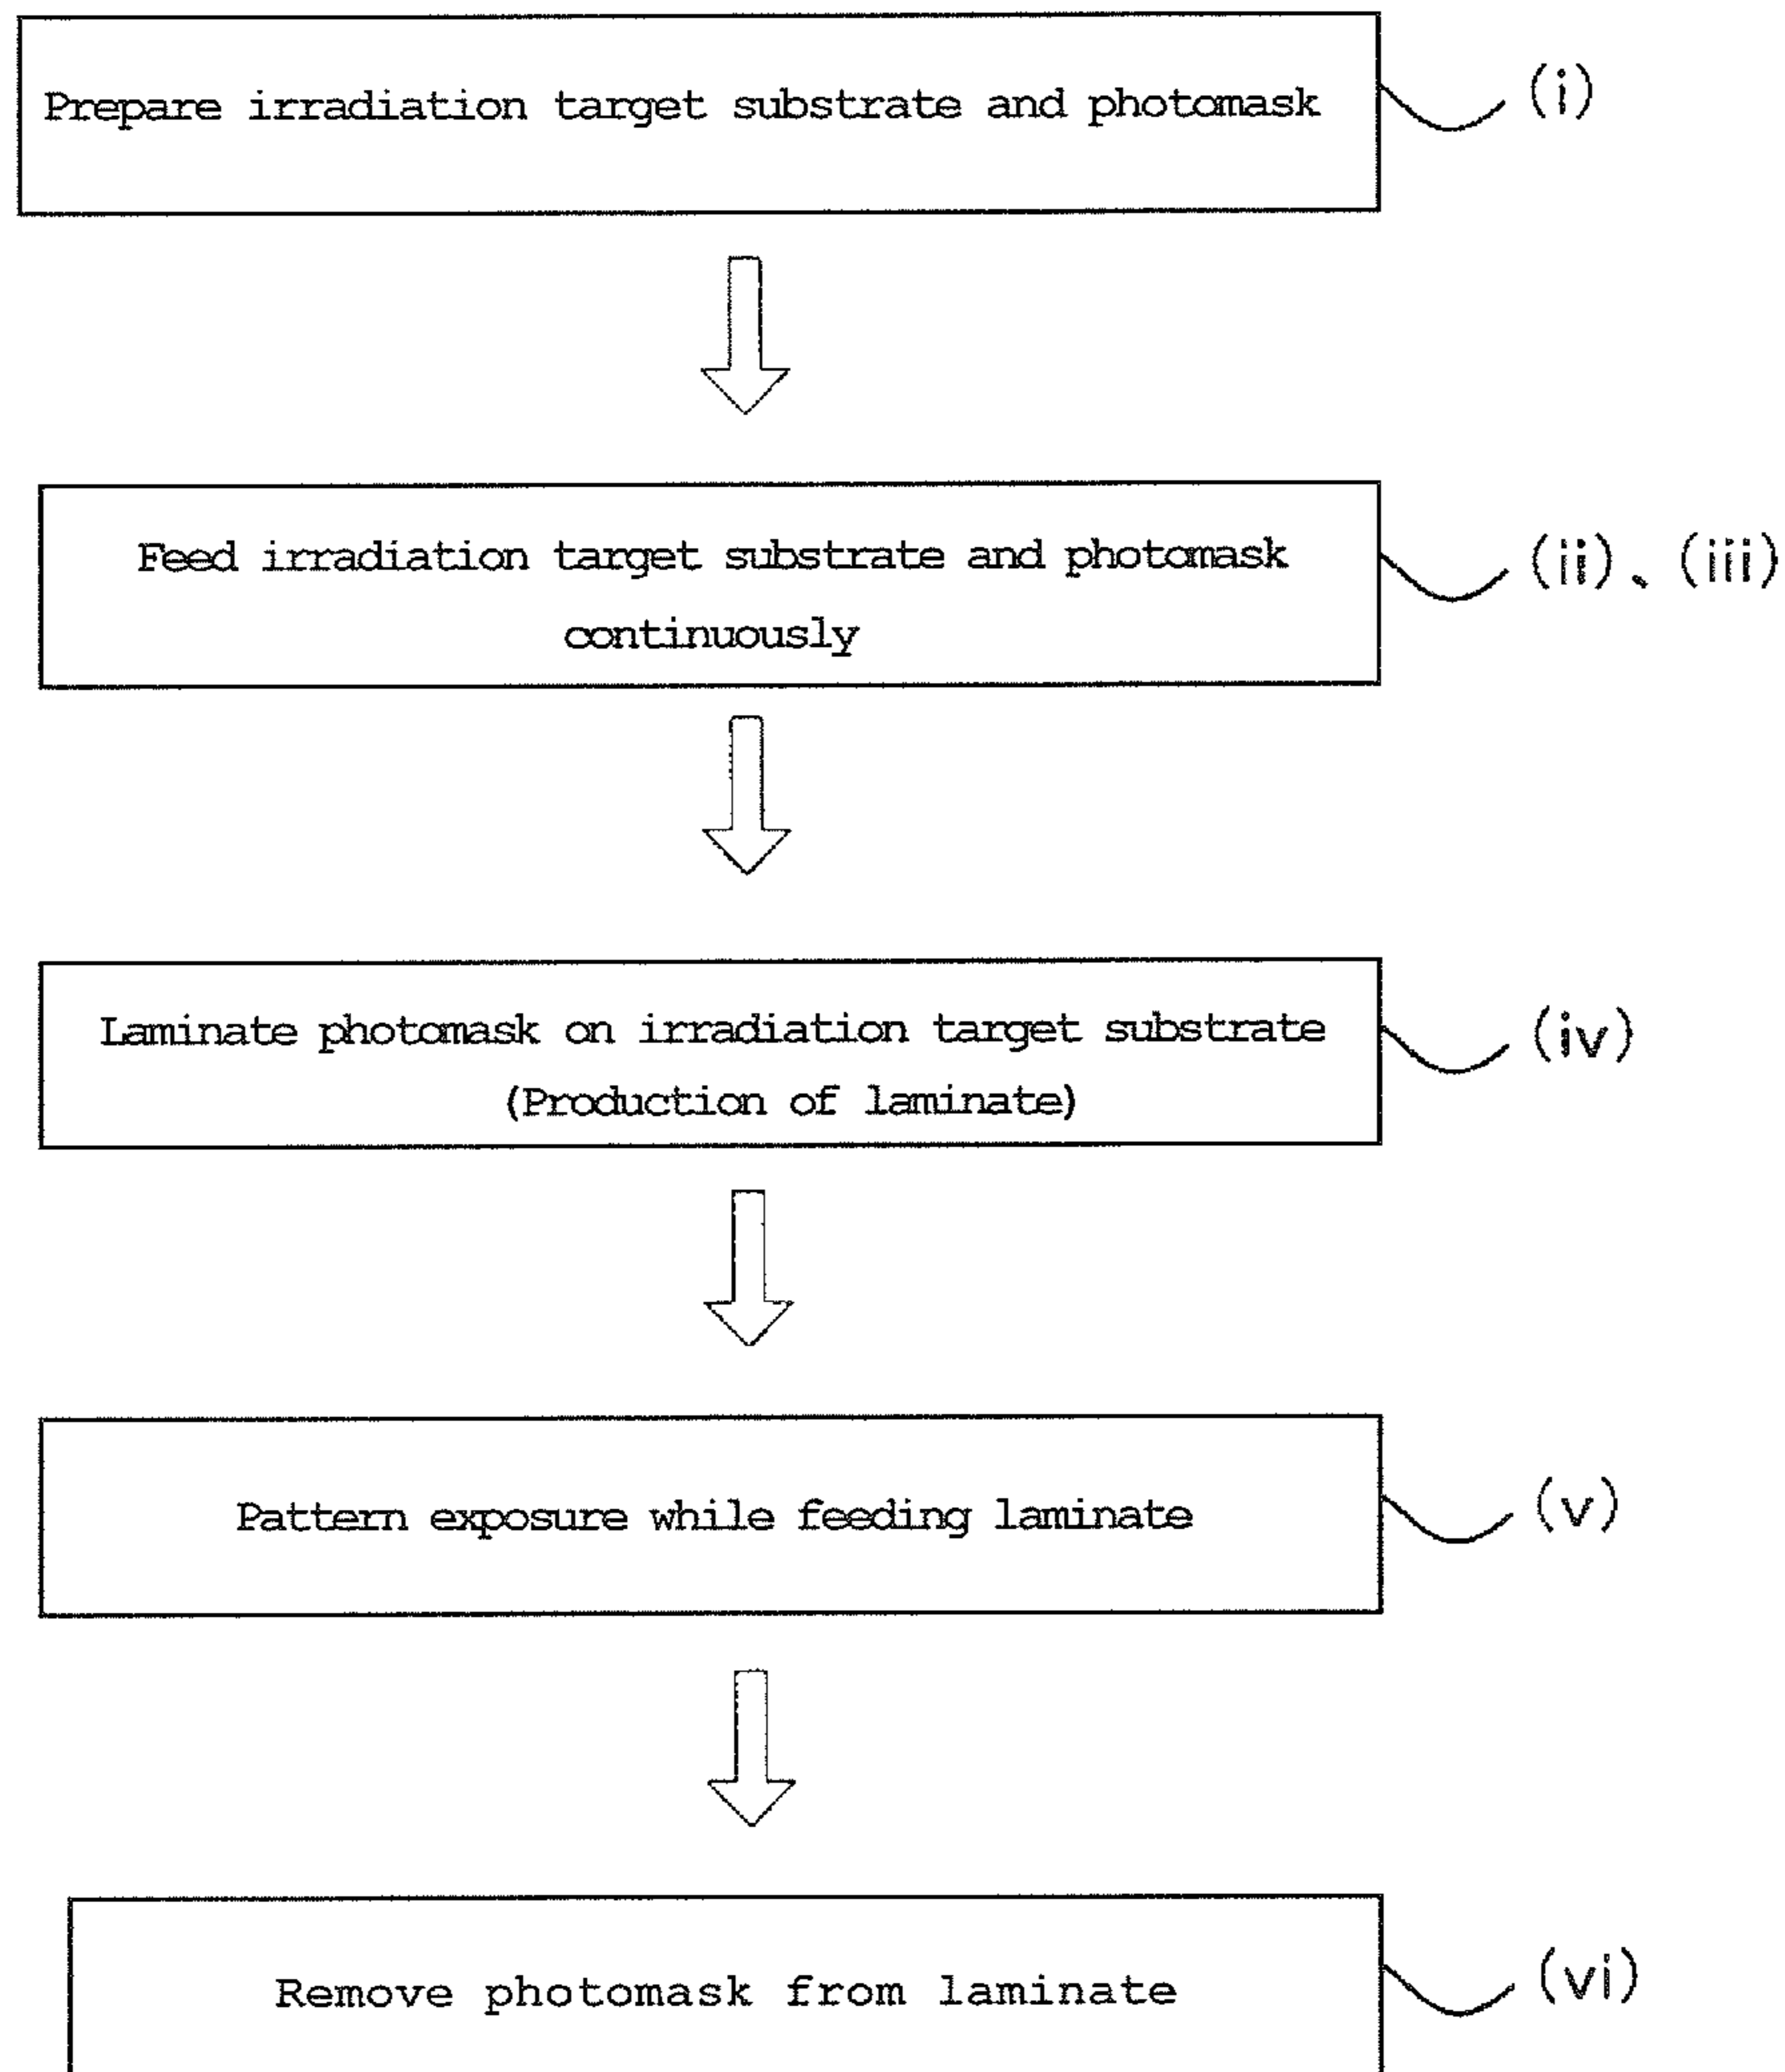 Prepare irradiation target substrate and photomask
(i)
Feed irradiation target substrate and photomask
continuously
(ii)、(iii)
Laminate photomask on irradiation target substrate
(Production of laminate)
(iv)
Pattern exposure while feeding laminate
(v)
Remove photomask from laminate
(vi)